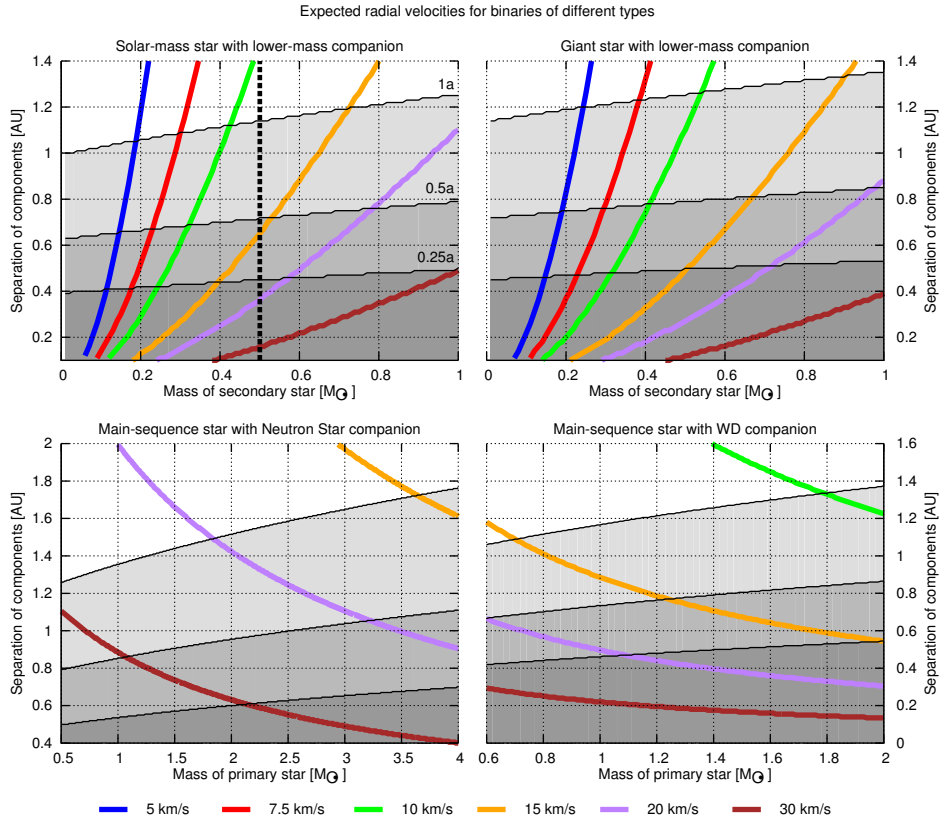 Expected radial velocities for binaries of different types
Solar-mass star with lower-mass companion
Giant star with lower-mass companion
Separation of components [AU]
1.4
1.2
1
0.8
0.6
0.4
0.2
1a
0.5a
0.25a
0 0.2 0.4 0.6 0.8 1
Mass of secondary star [M☉]
1.4
1.2
1
0.8
0.6
0.4
0.2
Separation of components [AU]
0 0.2 0.4 0.6 0.8 1
Mass of secondary star [M☉]
Main-sequence star with Neutron Star companion
Main-sequence star with WD companion
Separation of components [AU]
2
1.8
1.6
1.4
1.2
1
0.8
0.6
0.4
0.5 1 1.5 2 2.5 3 3.5 4
Mass of primary star [M☉]
1.6
1.4
1.2
1
0.8
0.6
0.4
0.2
0
Separation of components [AU]
0.6 0.8 1 1.2 1.4 1.6 1.8 2
Mass of primary star [M☉]
5 km/s 7.5 km/s 10 km/s 15 km/s 20 km/s 30 km/s